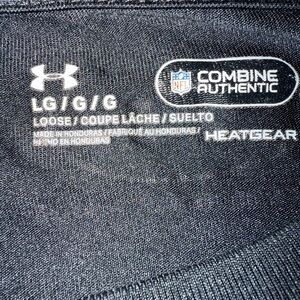 NFL
COMBINE
AUTHENTIC
LG / G / G
LOOSE / COUPE LÂCHE / SUELTO
MADE IN HONDURAS / FABRIQUÉ AU HONDURAS /
HECHO EN HONDURAS
HEATGEAR